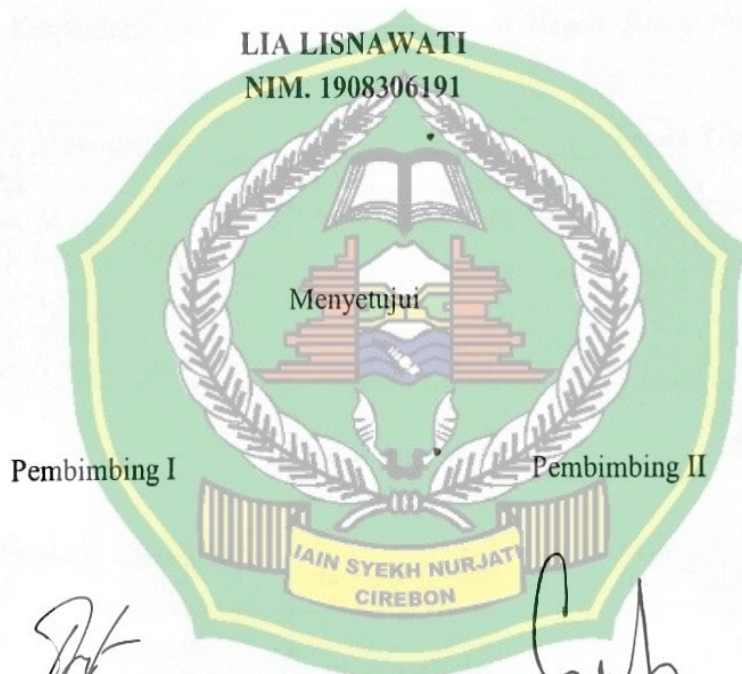 LIA LISNAWATI
NIM. 1908306191
Menyetujui
Pembimbing I
Pembimbing II
IAIN SYEKH NURJATI
CIREBON